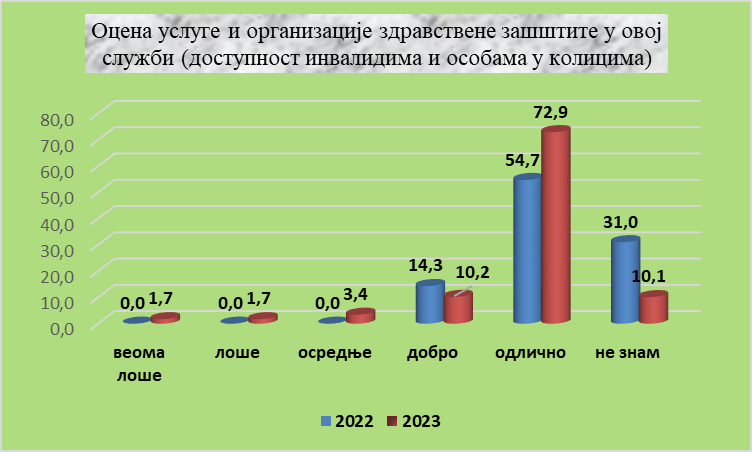 Оцена услуге и организације здравствене зашштите у овој
служби (доступност инвалидима и особама у колицима)
80,0
70,0
60,0
50,0
40,0
30,0
20,0
10,0
0,0
0,0 1,7
0,0 1,7
0,0 3,4
14,3 10,2
54,7 72,9
31,0 10,1
веома
лоше
лоше
осредње
добро
одлично
не знам
2022 2023